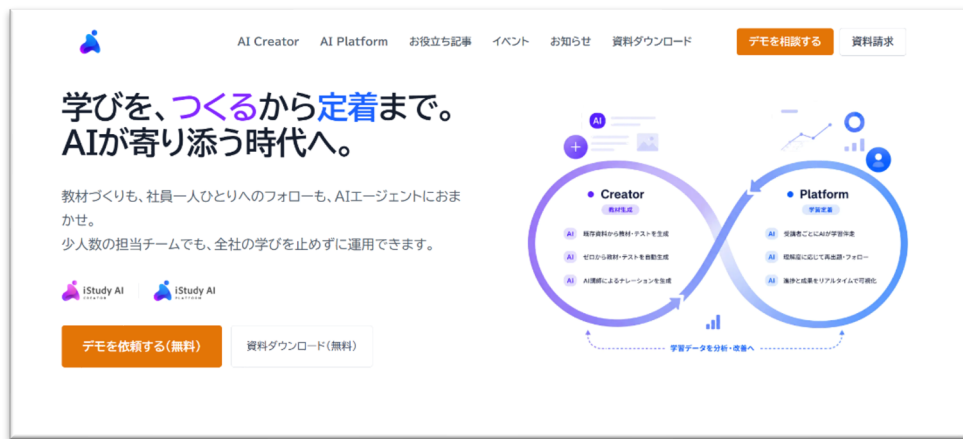 AI Creator AI Platform お役立ち記事 イベント お知らせ 資料ダウンロード デモを相談する 資料請求
学びを、つくるから定着まで。
AIが寄り添う時代へ。
教材づくりも、社員一人ひとりへのフォローも、AIエージェントにおま
かせ。
少人数の担当チームでも、全社の学びを止めずに運用できます。
iStudy AI
CREATOR
iStudy AI
PLATFORM
デモを依頼する(無料) 資料ダウンロード(無料)
AI
Creator
教材生成
AI 既存資料から教材・テストを生成
AI ゼロから教材・テストを自動生成
AI AI講師によるナレーションを生成
Platform
学習定着
AI 受講者ごとにAIが学習伴走
AI 理解度に応じて再出題・フォロー
AI 進捗と成果をリアルタイムで可視化
学習データを分析・改善へ